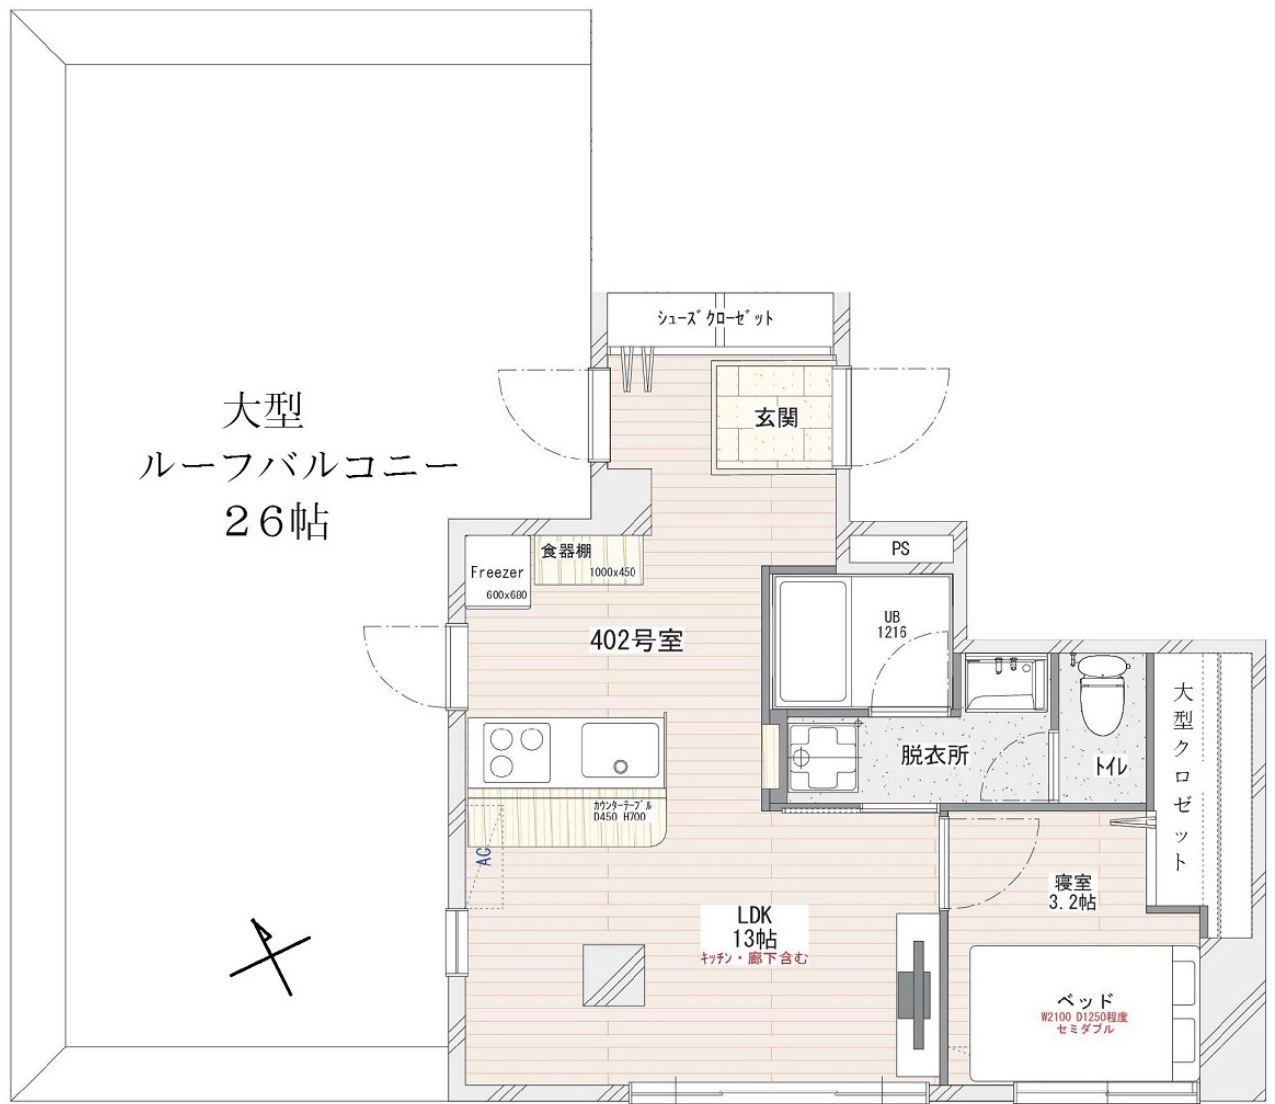 シューズクローゼット
大型
ルーフバルコニー
26帖
玄関
PS
食器棚
1000x450
Freezer
600x680
UB
1216
402号室
大型クロゼット
脱衣所
トイレ
カウンターテーブル
D450 H700
AC
寝室
3.2帖
LDK
13帖
キッチン・廊下含む
ベッド
W2100 D1250程度
セミダブル